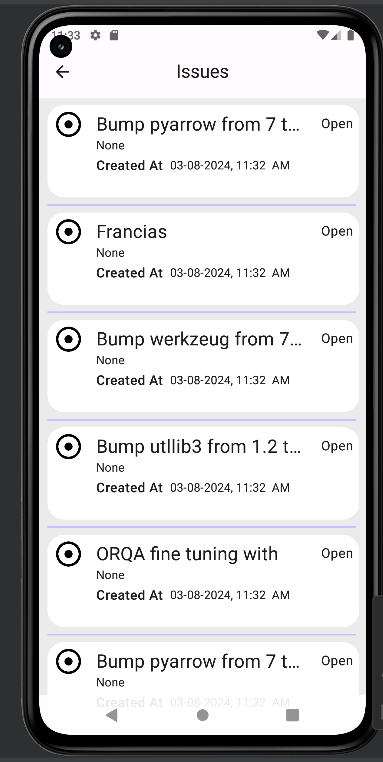 11:33
Issues
Bump pyarrow from 7 t... Open
None
Created At 03-08-2024, 11:32 AM
Francias Open
None
Created At 03-08-2024, 11:32 AM
Bump werkzeug from 7... Open
None
Created At 03-08-2024, 11:32 AM
Bump utllib3 from 1.2 t... Open
None
Created At 03-08-2024, 11:32 AM
ORQA fine tuning with Open
None
Created At 03-08-2024, 11:32 AM
Bump pyarrow from 7 t... Open
None
Created At 03-08-2024, 11:32 AM